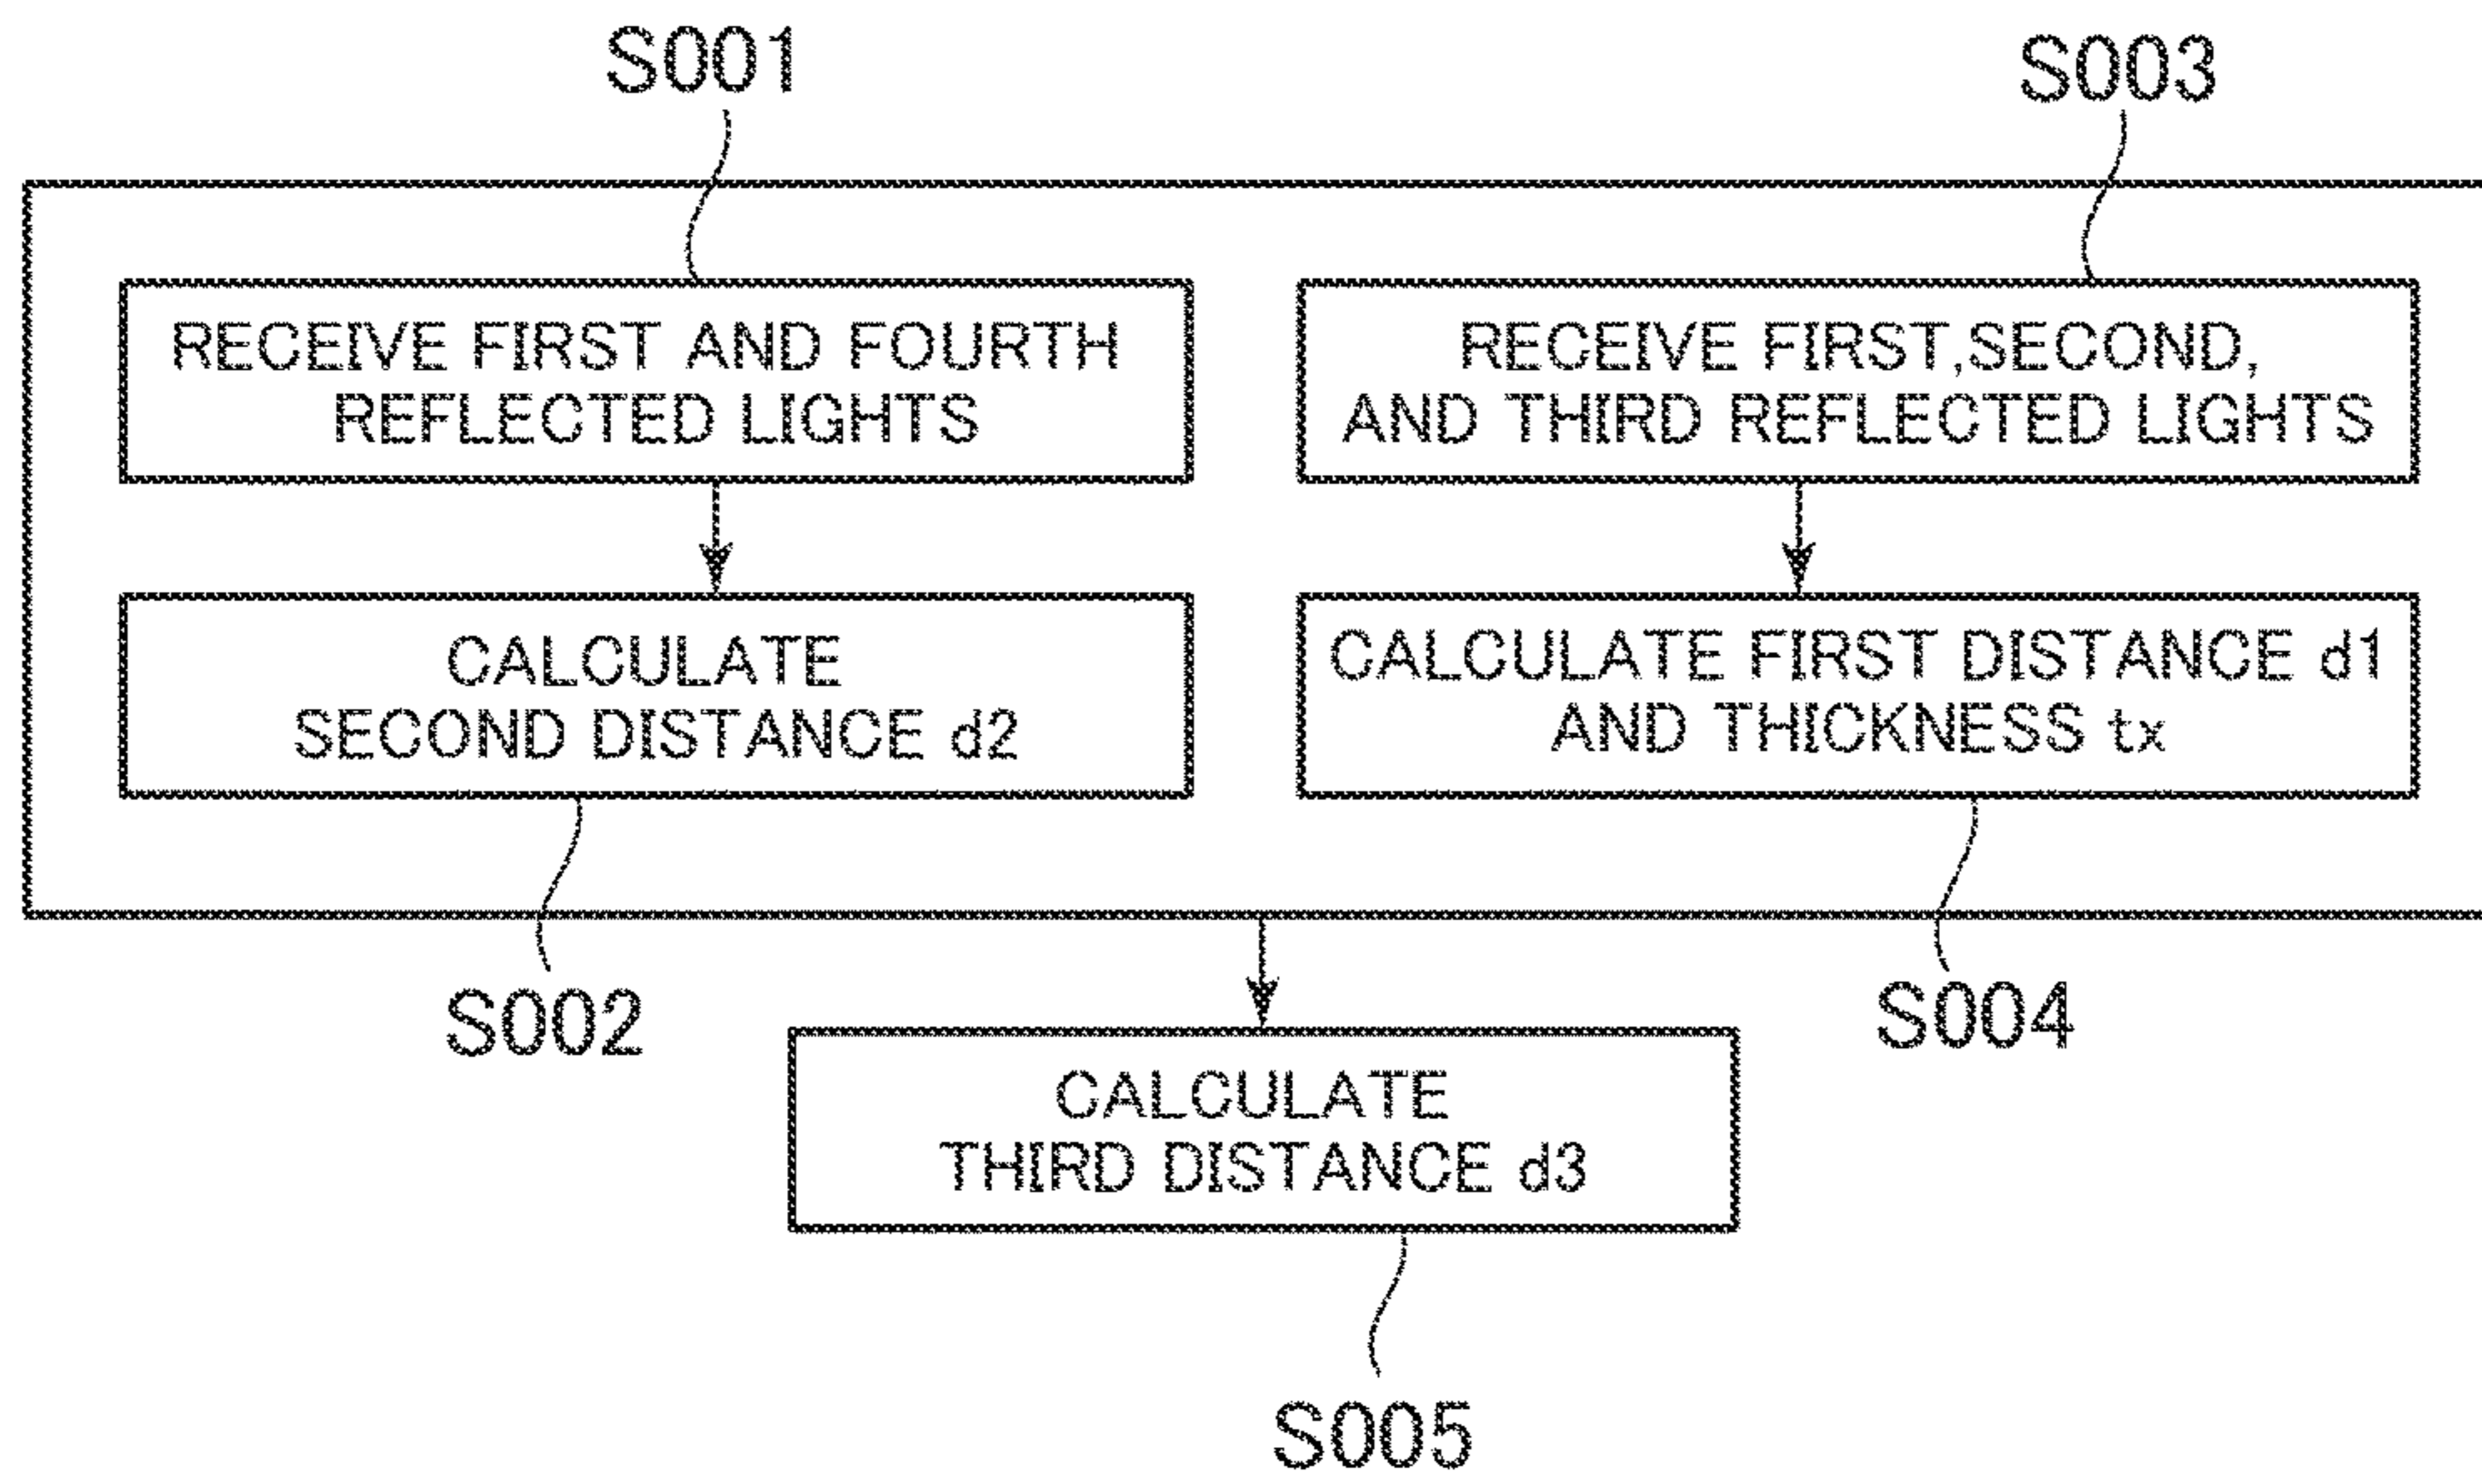 S001
S003
RECEIVE FIRST AND FOURTH
REFLECTED LIGHTS
RECEIVE FIRST,SECOND,
AND THIRD REFLECTED LIGHTS
CALCULATE
SECOND DISTANCE d2
CALCULATE FIRST DISTANCE d1
AND THICKNESS tx
S002
S004
CALCULATE
THIRD DISTANCE d3
S005